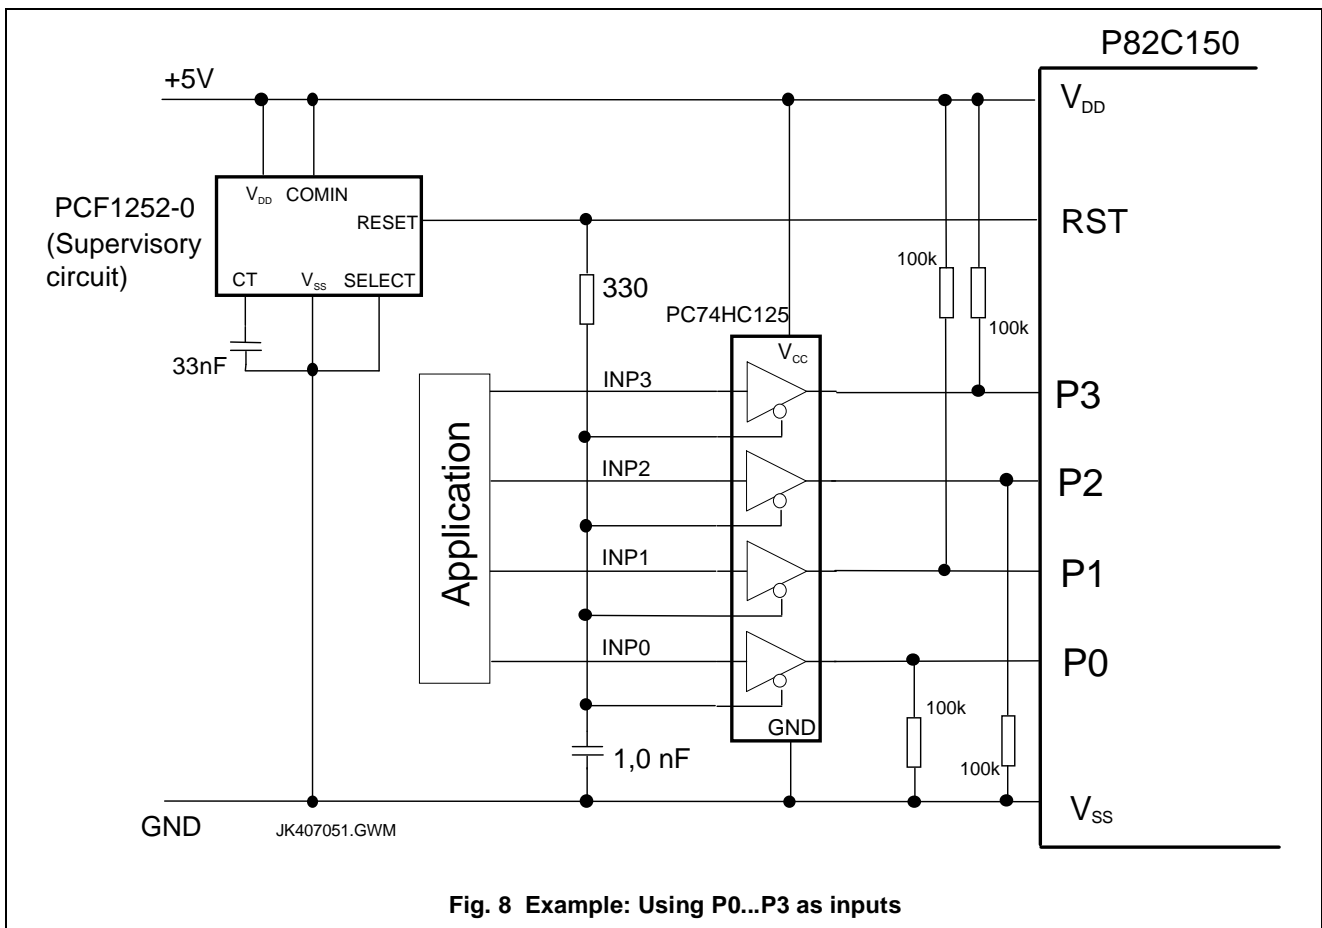 P82C150
+5V
V_DD
V_DD COMIN
PCF1252-0
(Supervisory
circuit)
RESET
RST
CT V_SS SELECT
33nF
330
100k
100k
PC74HC125
V_CC
Application
INP3
P3
INP2
P2
INP1
P1
INP0
P0
100k
100k
GND
1,0 nF
V_SS
GND
JK407051.GWM
Fig. 8 Example: Using P0...P3 as inputs